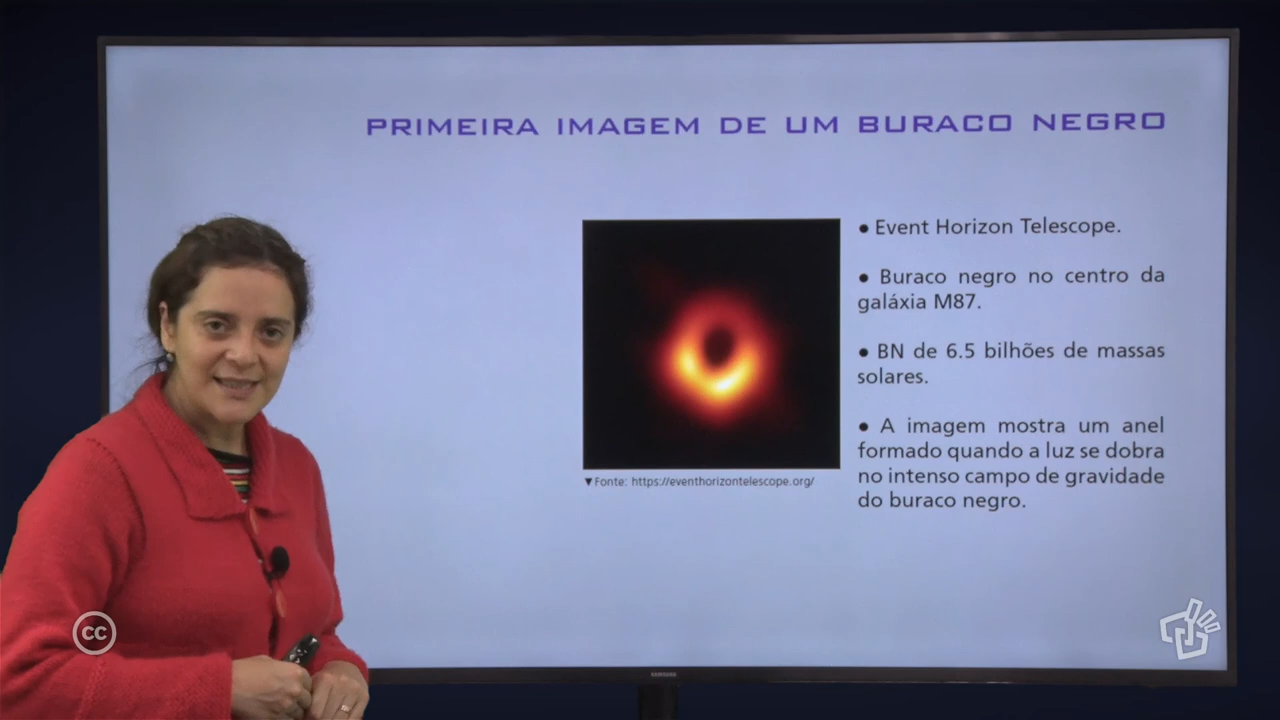 PRIMEIRA IMAGEM DE UM BURACO NEGRO
● Event Horizon Telescope.
● Buraco negro no centro da
galáxia M87.
● BN de 6.5 bilhões de massas
solares.
● A imagem mostra um anel
formado quando a luz se dobra
no intenso campo de gravidade
do buraco negro.
▼Fonte: https://eventhorizontelescope.org/
cc
SAMSUNG